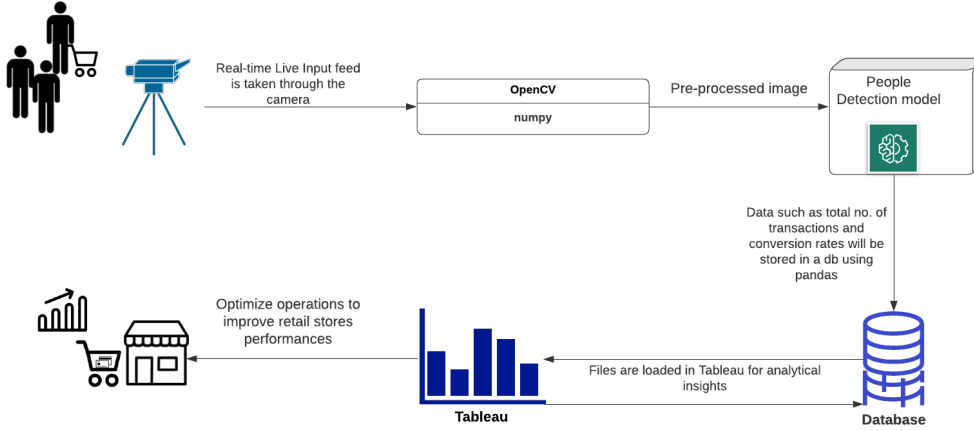 Real-time Live Input feed
is taken through the
camera
OpenCV
numpy
Pre-processed image
People
Detection model
Data such as total no. of
transactions and
conversion rates will be
stored in a db using
pandas
Optimize operations to
improve retail stores
performances
Files are loaded in Tableau for analytical
insights
Tableau
Database